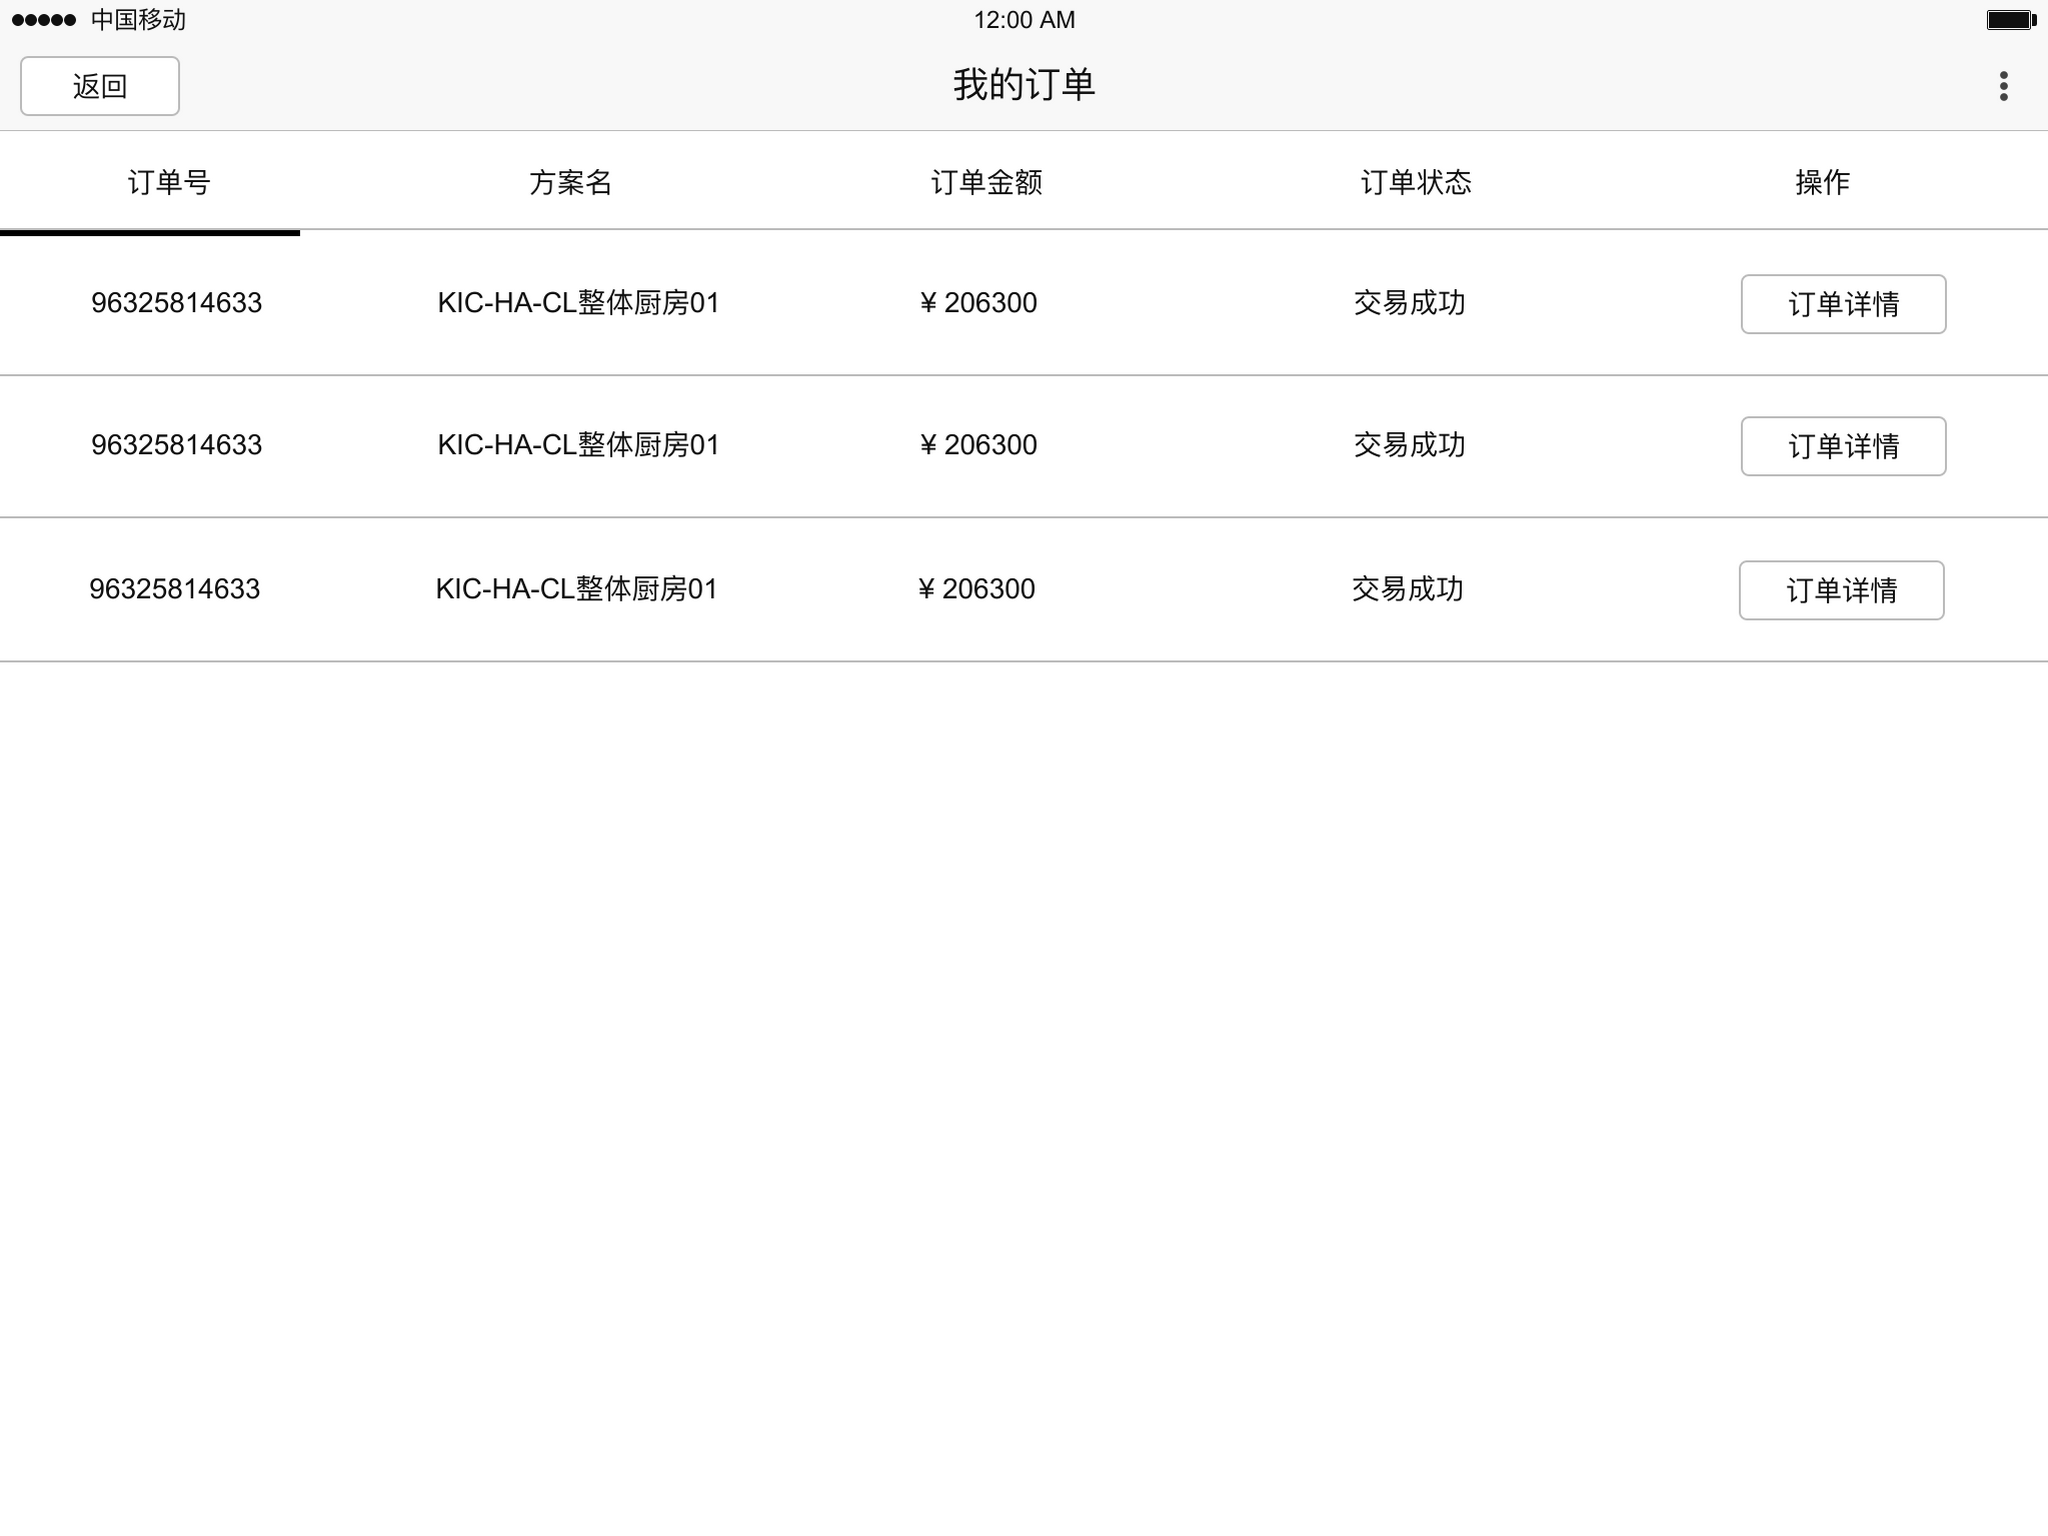 中国移动 12:00 AM
返回 我的订单
订单号 方案名 订单金额 订单状态 操作
96325814633 KIC-HA-CL整体厨房01 ¥ 206300 交易成功 订单详情
96325814633 KIC-HA-CL整体厨房01 ¥ 206300 交易成功 订单详情
96325814633 KIC-HA-CL整体厨房01 ¥ 206300 交易成功 订单详情